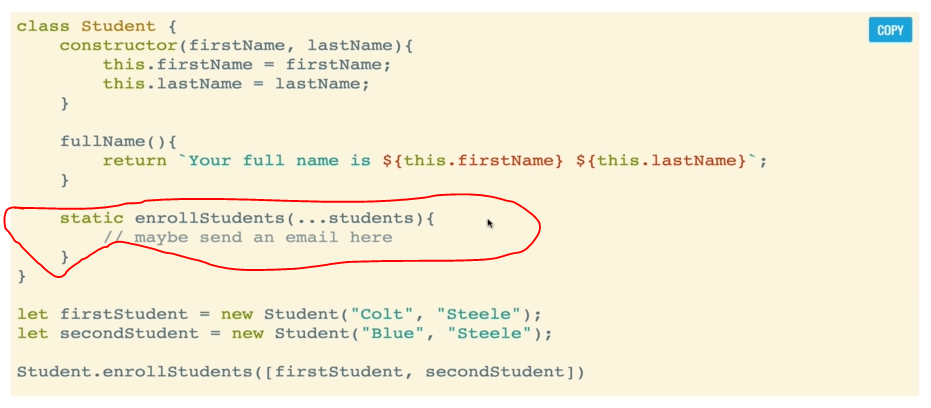 class Student {
    constructor(firstName, lastName){
        this.firstName = firstName;
        this.lastName = lastName;
    }
    fullName(){
        return `Your full name is ${this.firstName} ${this.lastName}`;
    }
    static enrollStudents(...students){
        // maybe send an email here
    }
}
let firstStudent = new Student("Colt", "Steele");
let secondStudent = new Student("Blue", "Steele");
Student.enrollStudents([firstStudent, secondStudent])
COPY